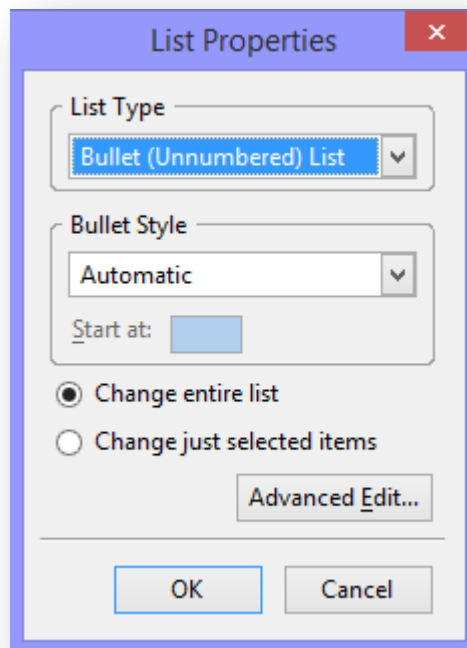 List Properties
List Type
Bullet (Unnumbered) List
Bullet Style
Automatic
Start at:
Change entire list
Change just selected items
Advanced Edit...
OK Cancel